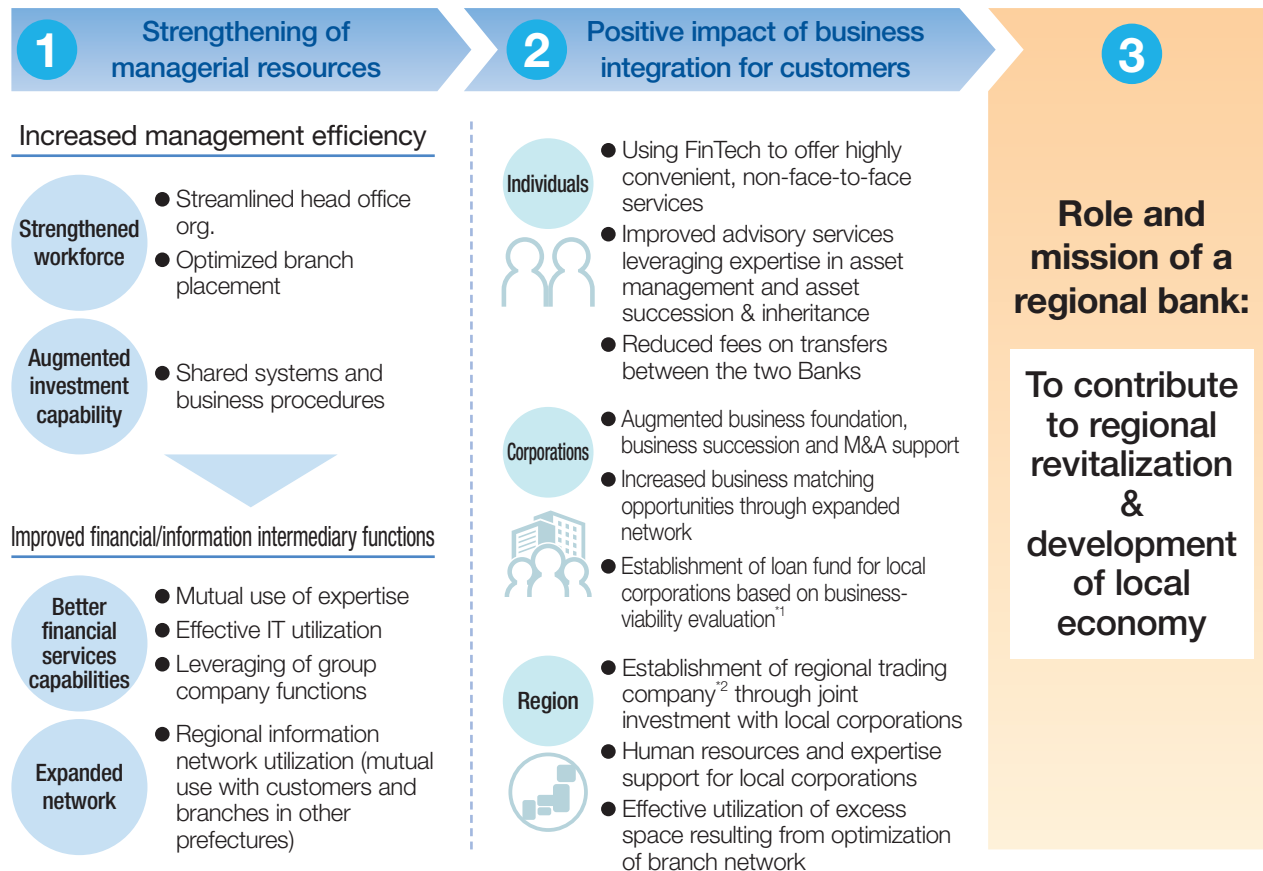 1
Strengthening of
managerial resources
Increased management efficiency
Strengthened
workforce
● Streamlined head office
org.
● Optimized branch
placement
Augmented
investment
capability
● Shared systems and
business procedures
Improved financial/information intermediary functions
Better
financial
services
capabilities
● Mutual use of expertise
● Effective IT utilization
● Leveraging of group
company functions
Expanded
network
● Regional information
network utilization (mutual
use with customers and
branches in other
prefectures)
2
Positive impact of business
integration for customers
Individuals
● Using FinTech to offer highly
convenient, non-face-to-face
services
● Improved advisory services
leveraging expertise in asset
management and asset
succession & inheritance
● Reduced fees on transfers
between the two Banks
Corporations
● Augmented business foundation,
business succession and M&A support
● Increased business matching
opportunities through expanded
network
● Establishment of loan fund for local
corporations based on business-
viability evaluation*1
Region
● Establishment of regional trading
company*2 through joint
investment with local corporations
● Human resources and expertise
support for local corporations
● Effective utilization of excess
space resulting from optimization
of branch network
3
Role and
mission of a
regional bank:
To contribute
to regional
revitalization
&
development
of local
economy